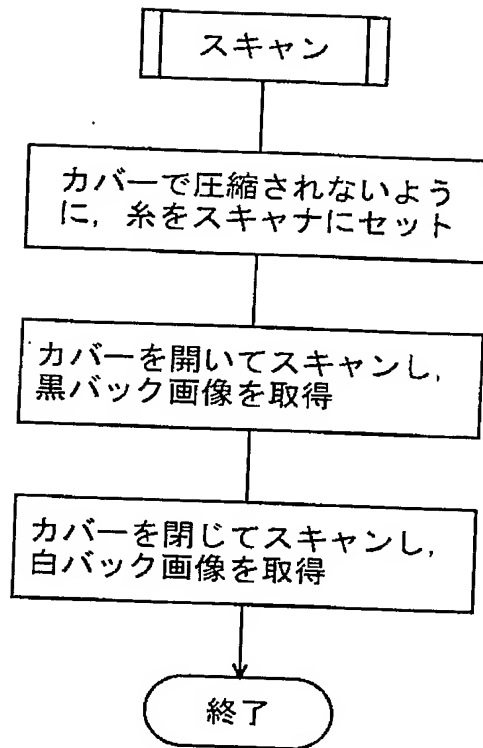 スキャン
カバーで圧縮されないよう
に，糸をスキャナにセット
カバーを開いてスキャンし，
黒バック画像を取得
カバーを閉じてスキャンし，
白バック画像を取得
終了